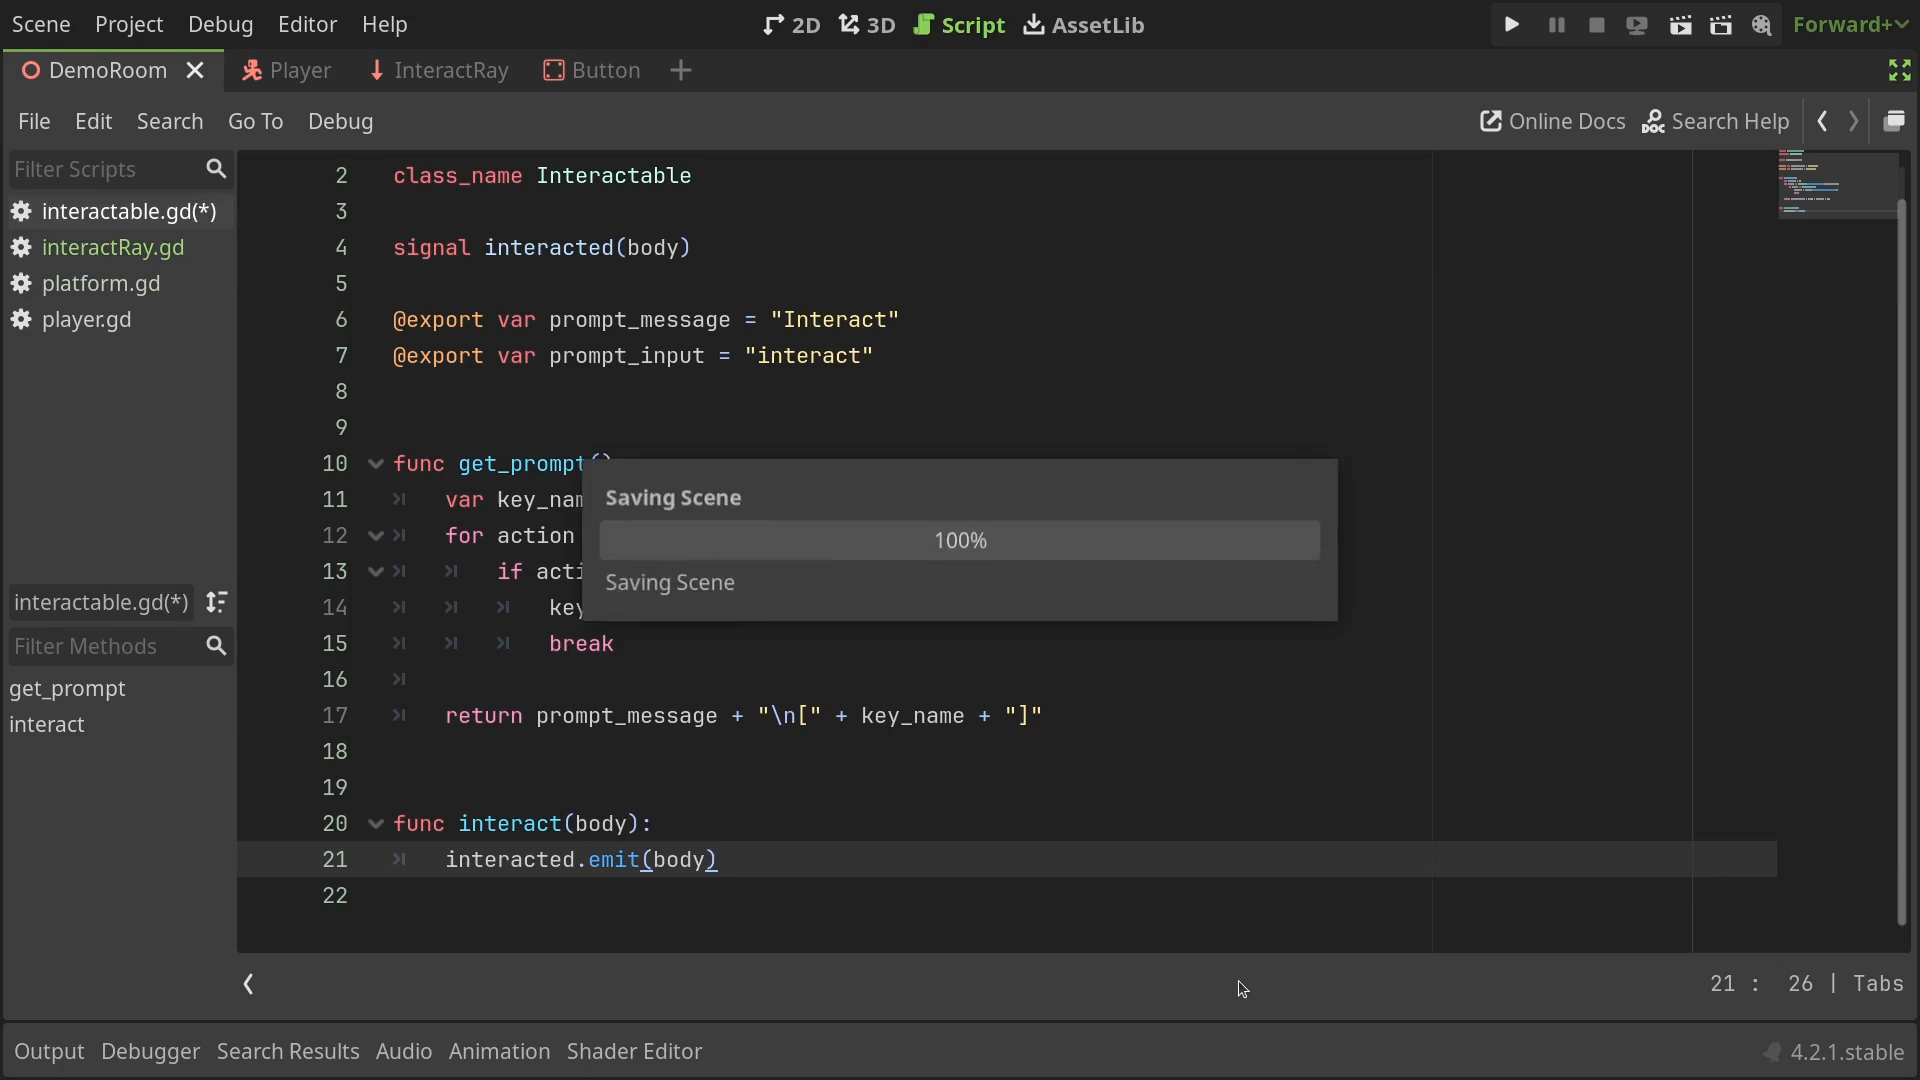 Scene Project Debug Editor Help 2D 3D Script AssetLib Forward+
DemoRoom Player InteractRay Button
File Edit Search Go To Debug Online Docs Search Help
Filter Scripts
interactable.gd(*)
interactRay.gd
platform.gd
player.gd
interactable.gd(*)
Filter Methods
get_prompt
interact
2 class_name Interactable
3
4 signal interacted(body)
5
6 @export var prompt_message = "Interact"
7 @export var prompt_input = "interact"
8
9
10 func get_prompt():
11 var key_nam
12 for action
13 if acti
14 key
15 break
16
17 return prompt_message + "\n[" + key_name + "]"
18
19
20 func interact(body):
21 interacted.emit(body)
22
Saving Scene
100%
Saving Scene
21 : 26 | Tabs
Output Debugger Search Results Audio Animation Shader Editor 4.2.1.stable